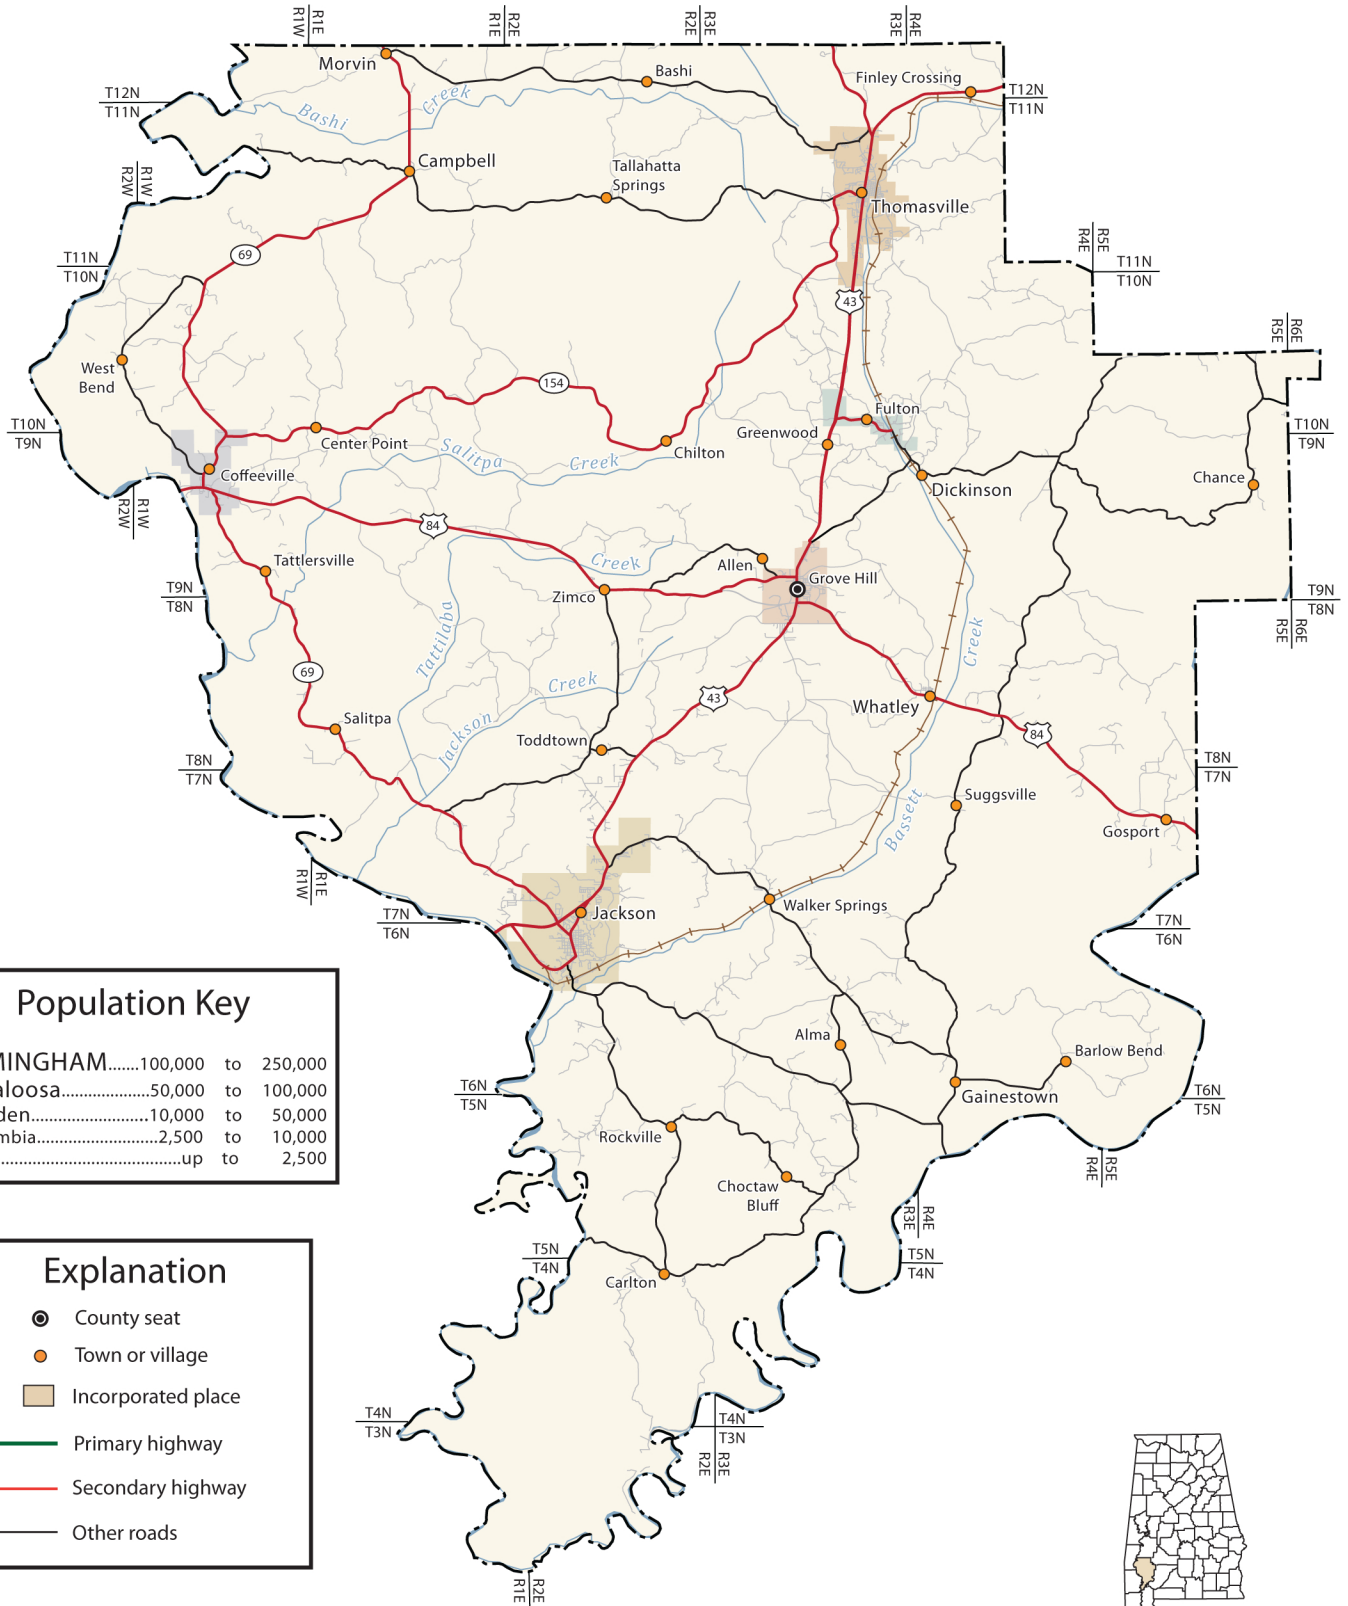 R1W
R1E
R1E
R2E
R2E
R3E
R3E
R4E
Morvin
Bashi
Finley Crossing
T12N
T11N
T12N
T11N
Bashi
Creek
Campbell
Tallahatta
Springs
Thomasville
R2W
R1W
R4E
R5E
69
T11N
T10N
T11N
T10N
43
R5E
R6E
West
Bend
154
Fulton
T10N
T9N
Center Point
Greenwood
T10N
T9N
Salitpa
Creek
Chilton
Coffeeville
Chance
Dickinson
R2W
R1W
84
Tattlersville
Creek
Allen
Grove Hill
T9N
T8N
Zimco
T9N
T8N
R5E
R6E
Tattilaba
Creek
69
Creek
43
Whatley
Salitpa
Jackson
84
Toddtown
T8N
T7N
T8N
T7N
Suggsville
Bassett
Gosport
R1W
R1E
Walker Springs
T7N
T6N
Jackson
T7N
T6N
Population Key
MINGHAM.......100,000 to 250,000
aloosa....................50,000 to 100,000
den..........................10,000 to 50,000
mbia...........................2,500 to 10,000
.........................................up to 2,500
Alma
Barlow Bend
T6N
T5N
Gainestown
T6N
T5N
Rockville
R4E
R5E
Choctaw
Bluff
R3E
R4E
T5N
T4N
T5N
T4N
Carlton
Explanation
County seat
Town or village
Incorporated place
Primary highway
Secondary highway
Other roads
T4N
T3N
T4N
T3N
R2E
R3E
R1E
R2E